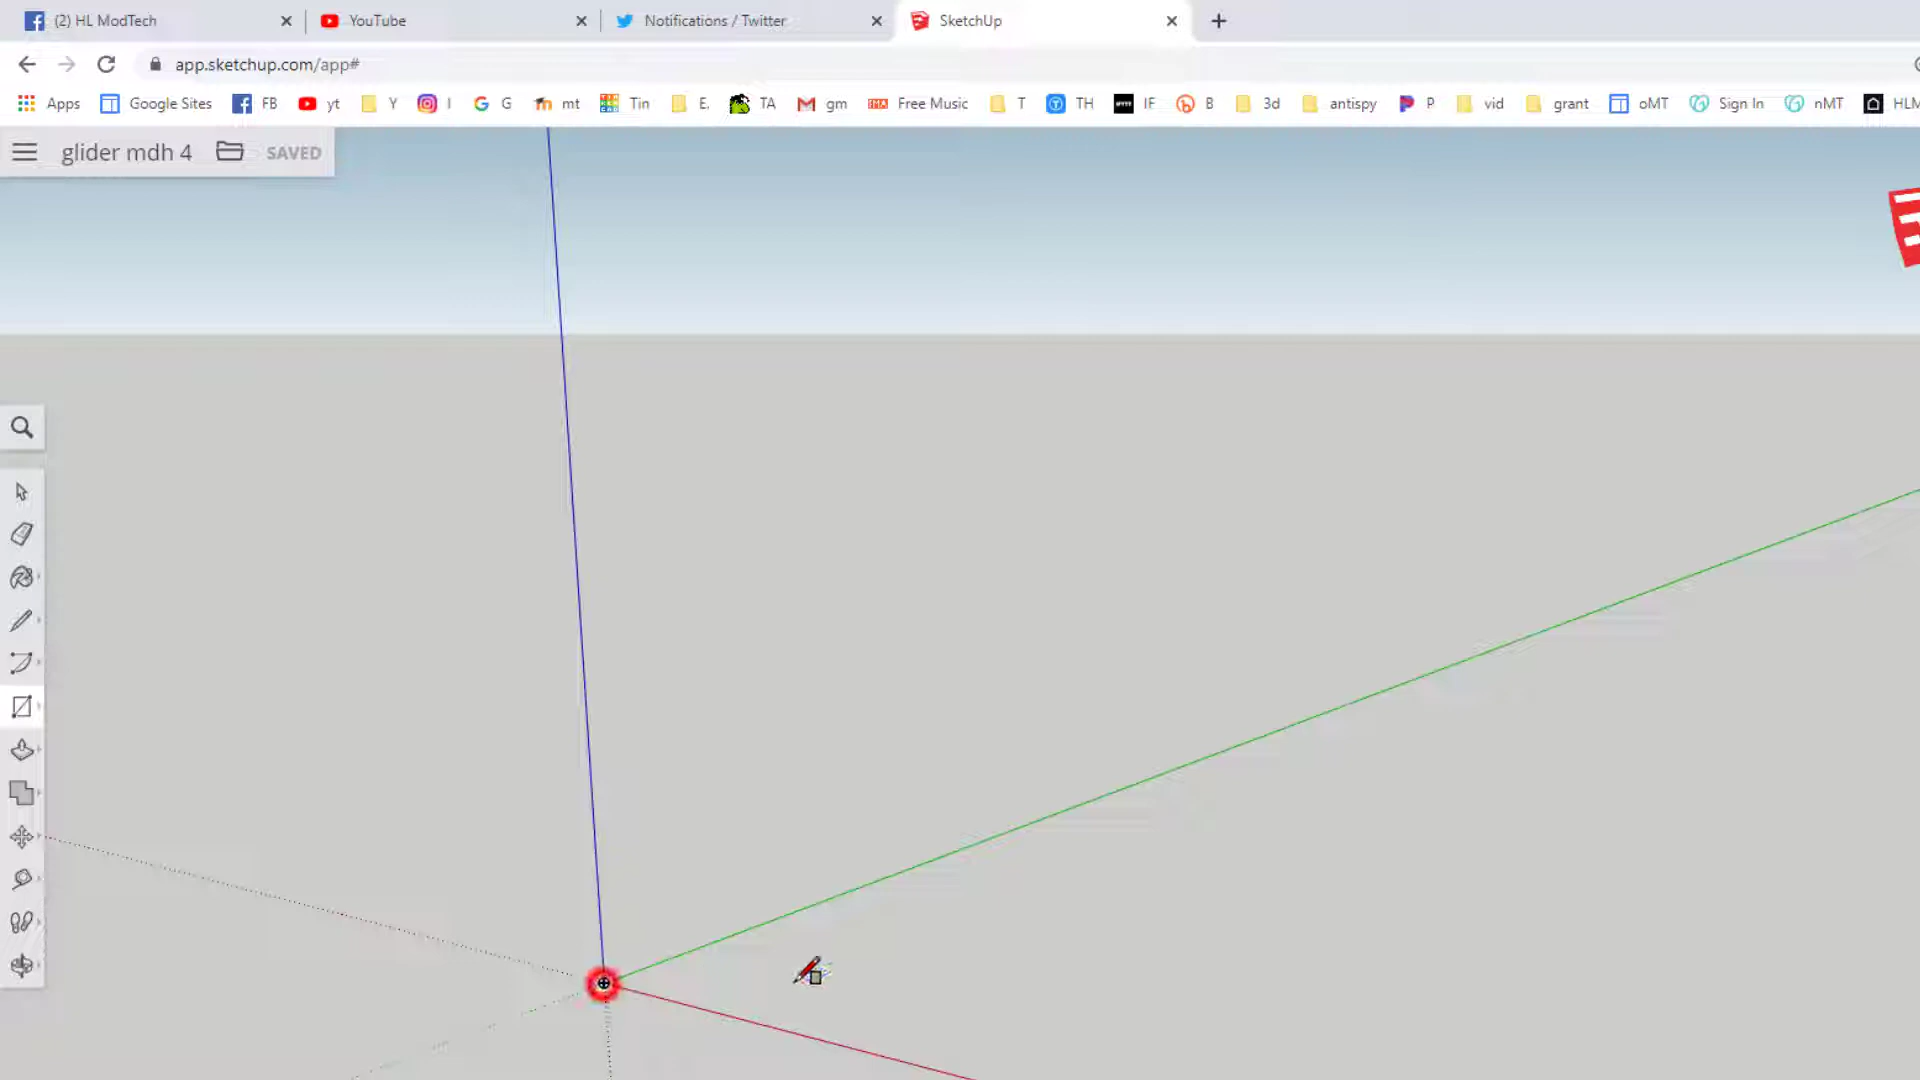 (2) HL ModTech YouTube Notifications / Twitter SketchUp
app.sketchup.com/app#
Apps Google Sites FB yt Y I G mt Tin E. TA gm Free Music T TH IF B 3d antispy P vid grant oMT Sign In nMT HLM
glider mdh 4 SAVED